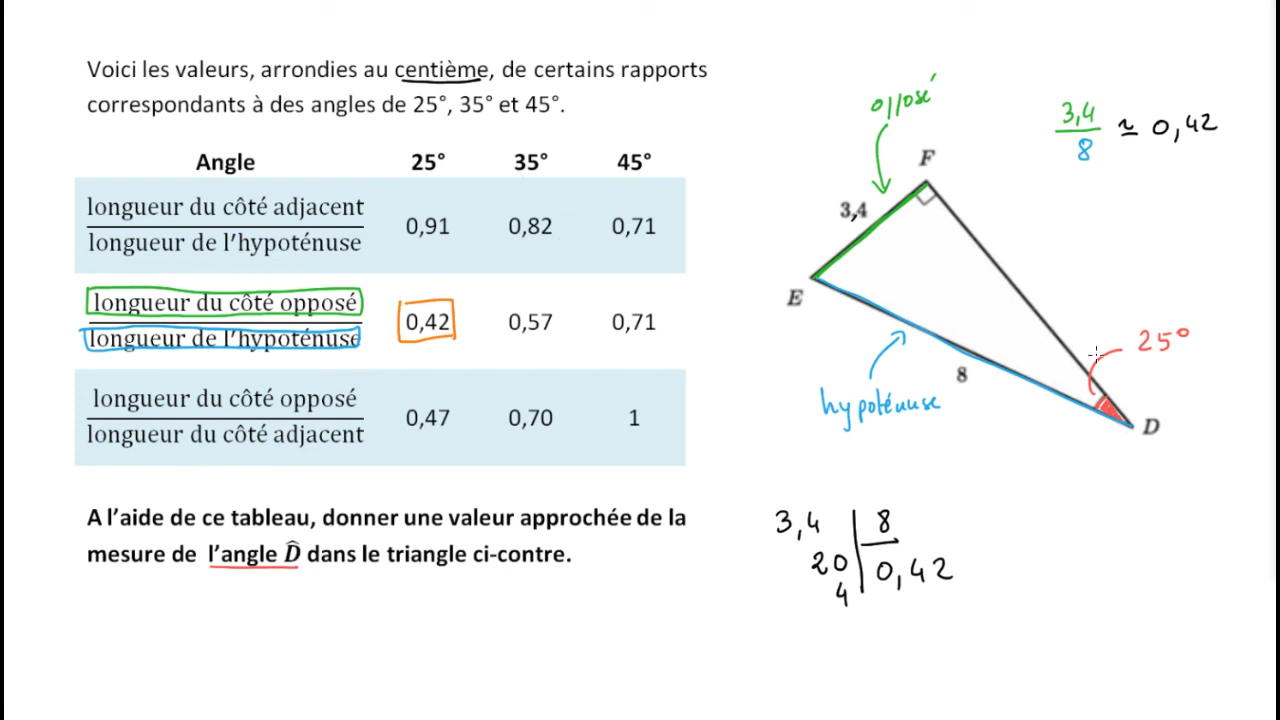 Voici les valeurs, arrondies au centième, de certains rapports
correspondants à des angles de 25°, 35° et 45°.
Angle 25° 35° 45°
longueur du côté adjacent
longueur de l'hypoténuse
0,91 0,82 0,71
longueur du côté opposé
longueur de l'hypoténuse
0,42 0,57 0,71
longueur du côté opposé
longueur du côté adjacent
0,47 0,70 1
A l'aide de ce tableau, donner une valeur approchée de la
mesure de l'angle D̂ dans le triangle ci-contre.
opposé
3,4
8
≃ 0,42
F
3,4
E
25°
8
hypoténuse
D
3,4 8
20 0,42
4